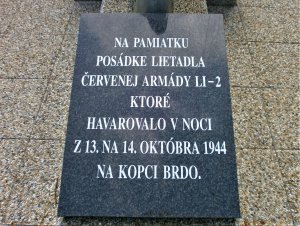 NA PAMIATKU
POSÁDKE LIETADLA
ČERVENEJ ARMÁDY LI-2
KTORÉ
HAVAROVALO V NOCI
Z 13. NA 14. OKTÓBRA 1944
NA KOPCI BRDO.